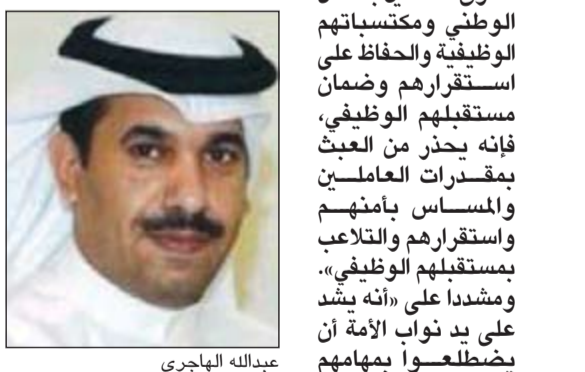 الوطني ومكتسباتهم
الوظيفية والحفاظ على
استقرارهم وضمان
مستقبلهم الوظيفي،
فإنه يحذر من العبث
بمقدرات العاملين
والمساس بأمنهم
واستقرارهم والتلاعب
بمستقبلهم الوظيفي».
ومشددا على «أنه يشد
على يد نواب الأمة أن
يضطلعوا بمهامهم
عبدالله الهاجري